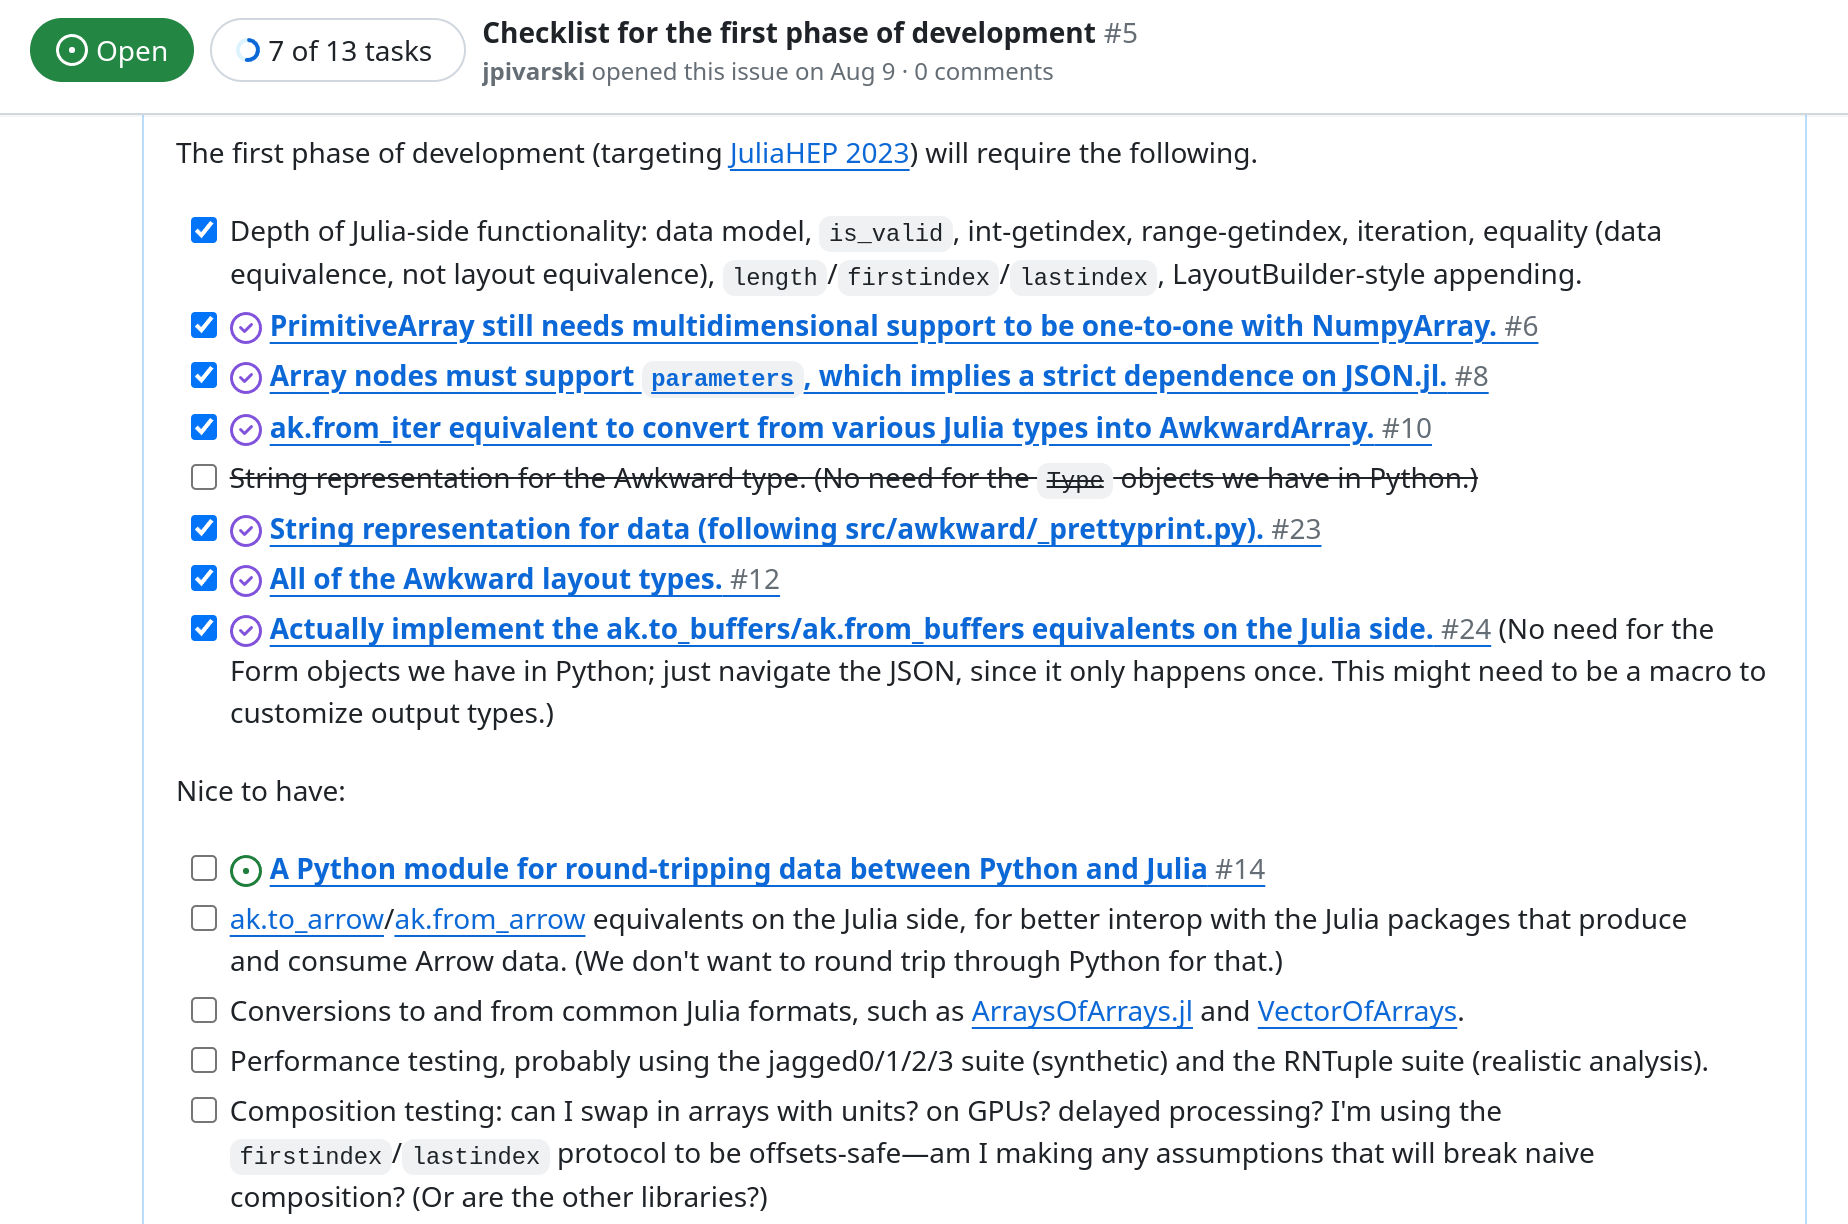 Open
7 of 13 tasks
Checklist for the first phase of development #5
jpivarski opened this issue on Aug 9 · 0 comments
The first phase of development (targeting JuliaHEP 2023) will require the following.
Depth of Julia-side functionality: data model, is_valid, int-getindex, range-getindex, iteration, equality (data
equivalence, not layout equivalence), length/firstindex/lastindex, LayoutBuilder-style appending.
PrimitiveArray still needs multidimensional support to be one-to-one with NumpyArray. #6
Array nodes must support parameters, which implies a strict dependence on JSON.jl. #8
ak.from_iter equivalent to convert from various Julia types into AwkwardArray. #10
String representation for the Awkward type. (No need for the Type objects we have in Python.)
String representation for data (following src/awkward/_prettyprint.py). #23
All of the Awkward layout types. #12
Actually implement the ak.to_buffers/ak.from_buffers equivalents on the Julia side. #24 (No need for the
Form objects we have in Python; just navigate the JSON, since it only happens once. This might need to be a macro to
customize output types.)
Nice to have:
A Python module for round-tripping data between Python and Julia #14
ak.to_arrow/ak.from_arrow equivalents on the Julia side, for better interop with the Julia packages that produce
and consume Arrow data. (We don't want to round trip through Python for that.)
Conversions to and from common Julia formats, such as ArraysOfArrays.jl and VectorOfArrays.
Performance testing, probably using the jagged0/1/2/3 suite (synthetic) and the RNTuple suite (realistic analysis).
Composition testing: can I swap in arrays with units? on GPUs? delayed processing? I'm using the
firstindex/lastindex protocol to be offsets-safe—am I making any assumptions that will break naive
composition? (Or are the other libraries?)